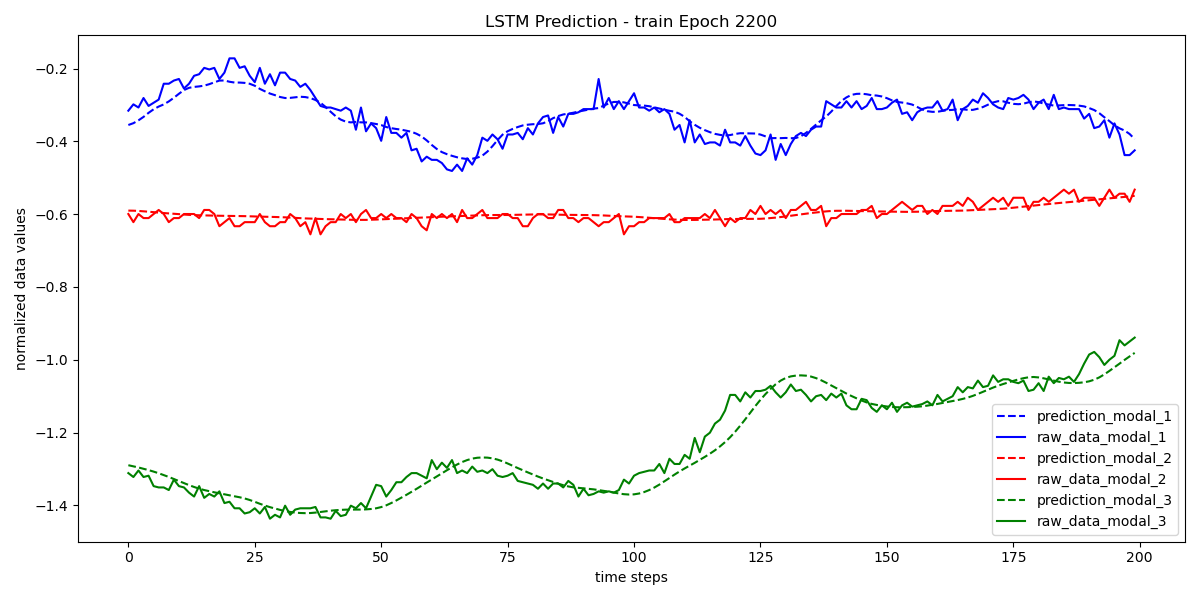 LSTM Prediction - train Epoch 2200
normalized data values
−0.2
−0.4
−0.6
−0.8
−1.0
−1.2
−1.4
0 25 50 75 100 125 150 175 200
time steps
prediction_modal_1
raw_data_modal_1
prediction_modal_2
raw_data_modal_2
prediction_modal_3
raw_data_modal_3